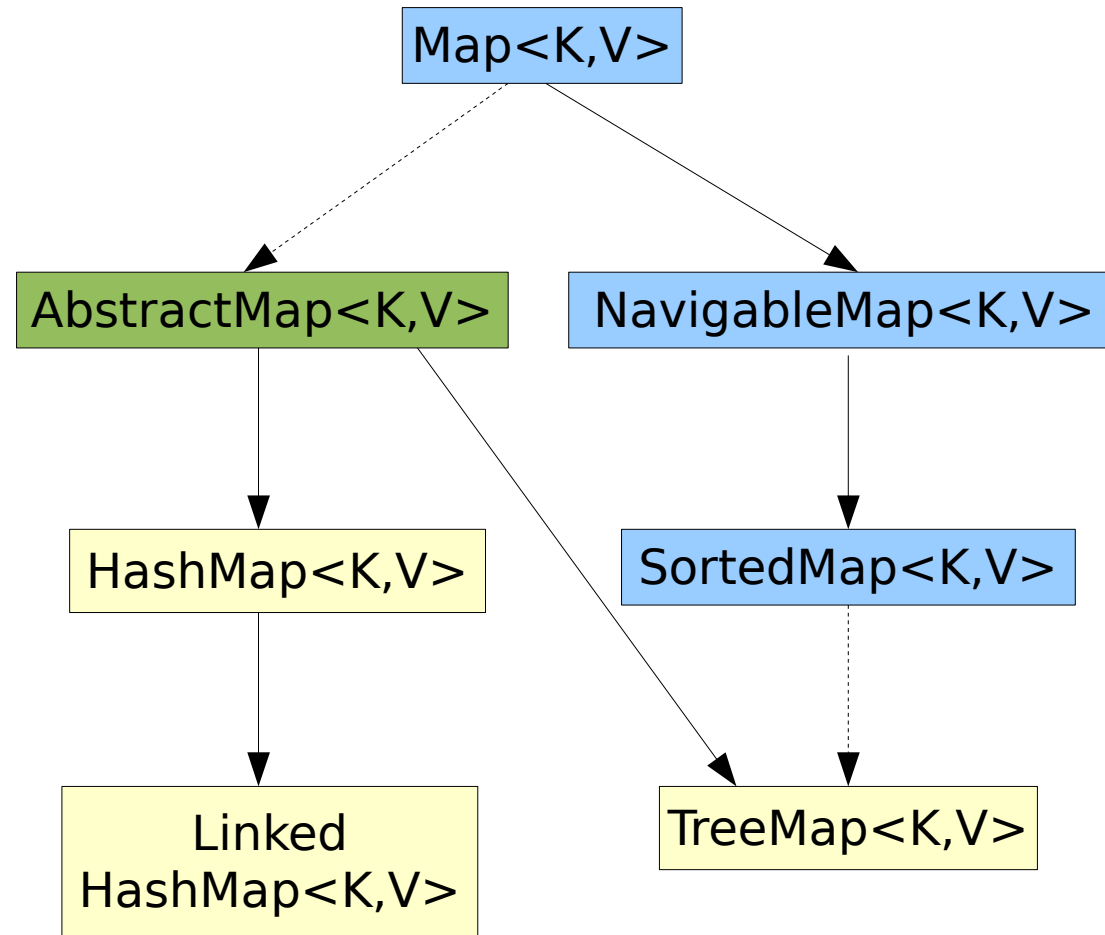 Map<K,V>
AbstractMap<K,V>
NavigableMap<K,V>
HashMap<K,V>
SortedMap<K,V>
Linked
HashMap<K,V>
TreeMap<K,V>